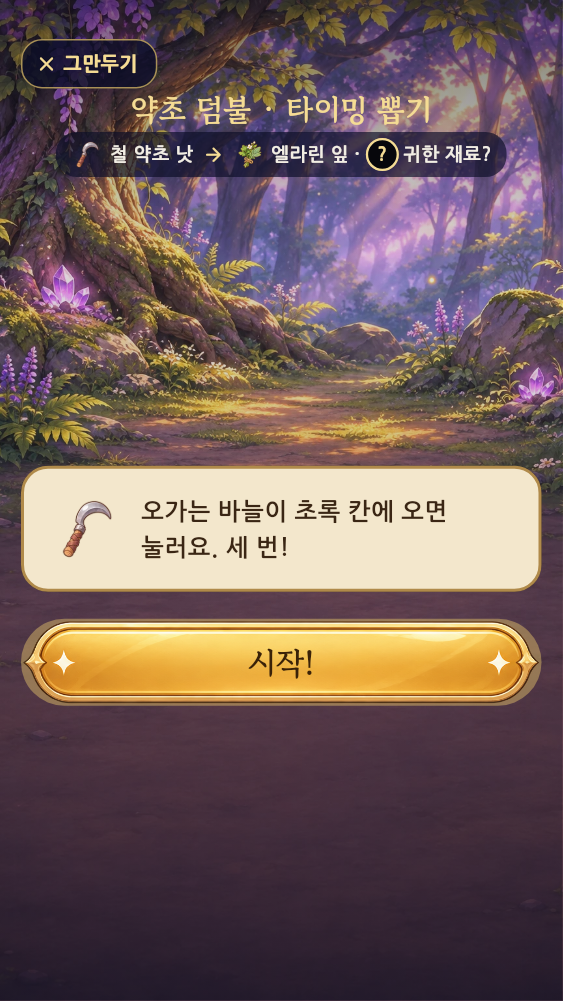 × 그만두기
약초 덤불 · 타이밍 뽑기
철 약초 낫 → 엘라린 잎 · ? 귀한 재료?
오가는 바늘이 초록 칸에 오면
눌러요. 세 번!
시작!